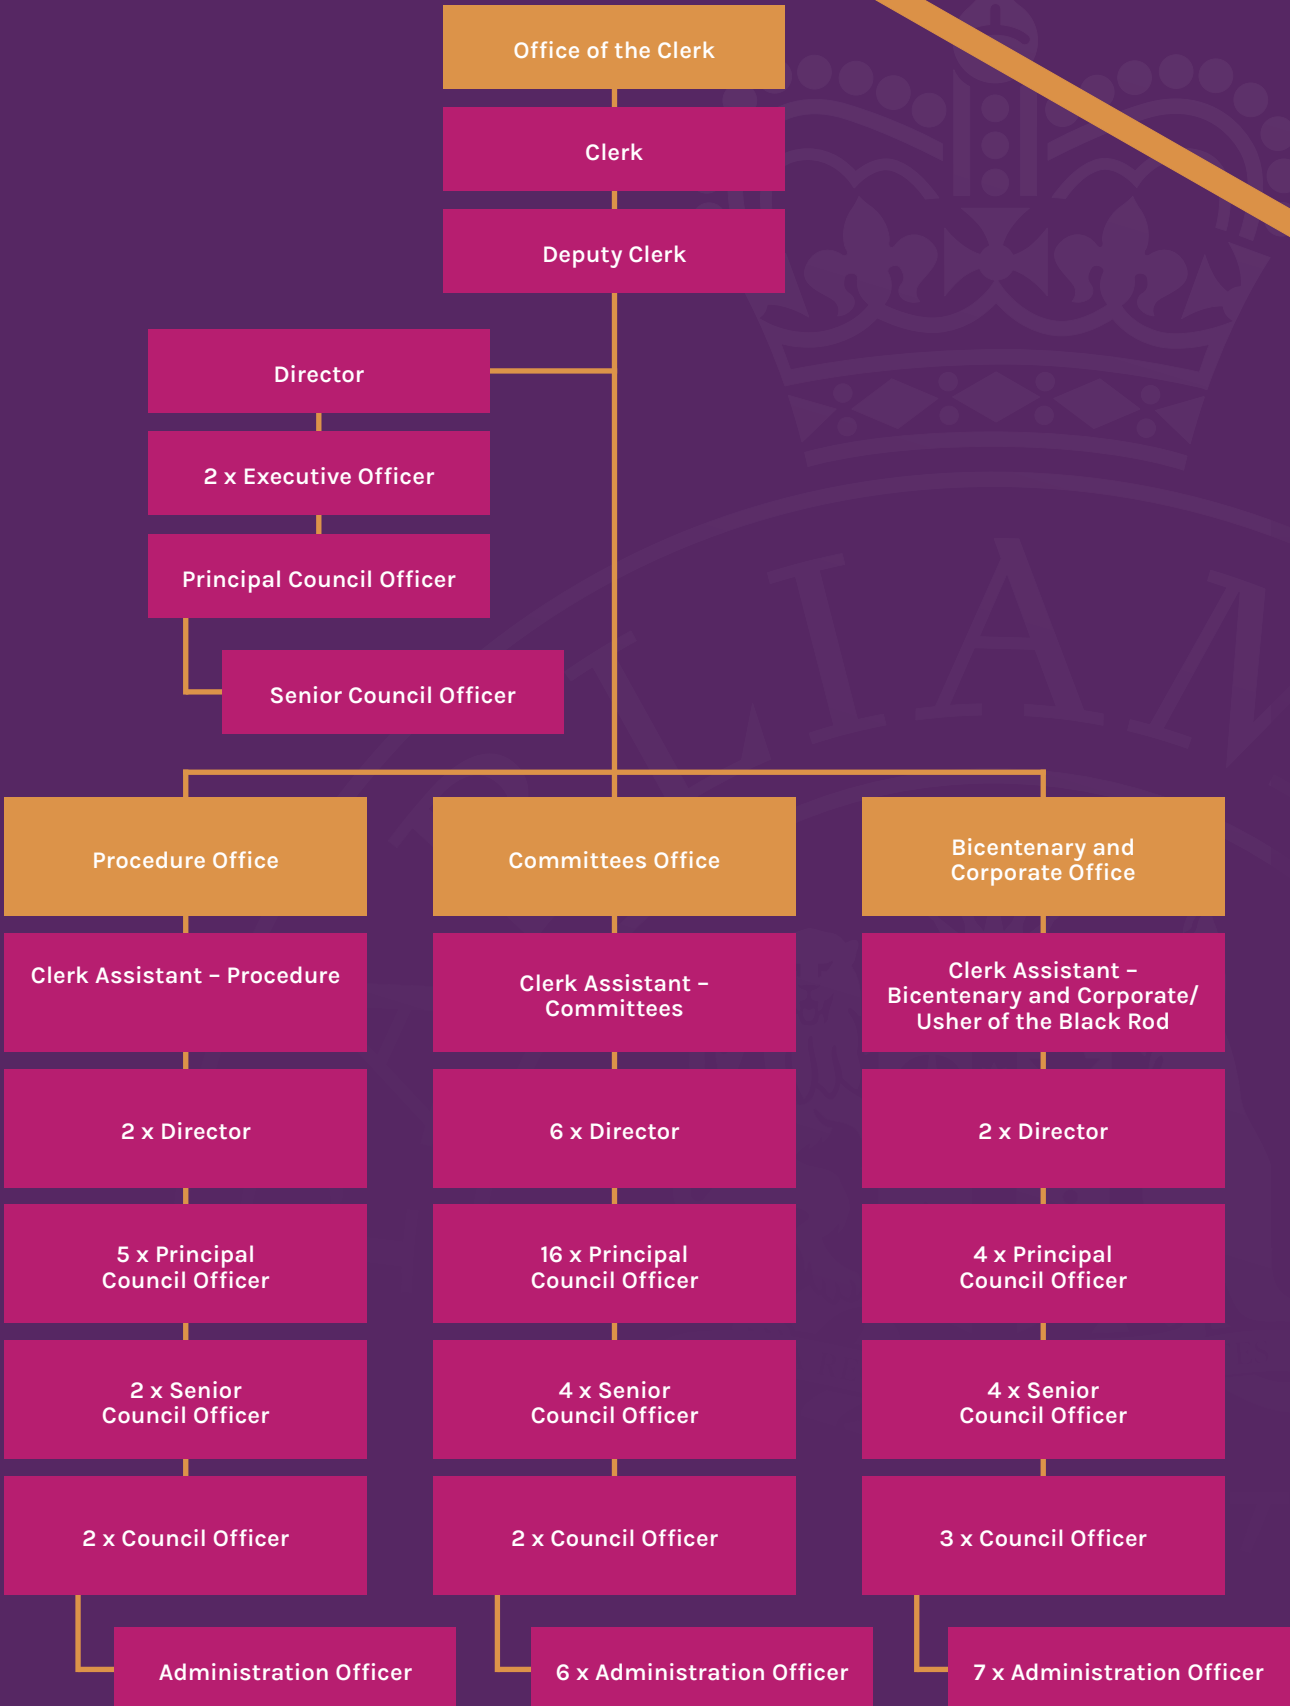 Office of the Clerk
Clerk
Deputy Clerk
Director
2 x Executive Officer
Principal Council Officer
Senior Council Officer
Procedure Office
Committees Office
Bicentenary and
Corporate Office
Clerk Assistant – Procedure
Clerk Assistant –
Committees
Clerk Assistant –
Bicentenary and Corporate/
Usher of the Black Rod
2 x Director
6 x Director
2 x Director
5 x Principal
Council Officer
16 x Principal
Council Officer
4 x Principal
Council Officer
2 x Senior
Council Officer
4 x Senior
Council Officer
4 x Senior
Council Officer
2 x Council Officer
2 x Council Officer
3 x Council Officer
Administration Officer
6 x Administration Officer
7 x Administration Officer